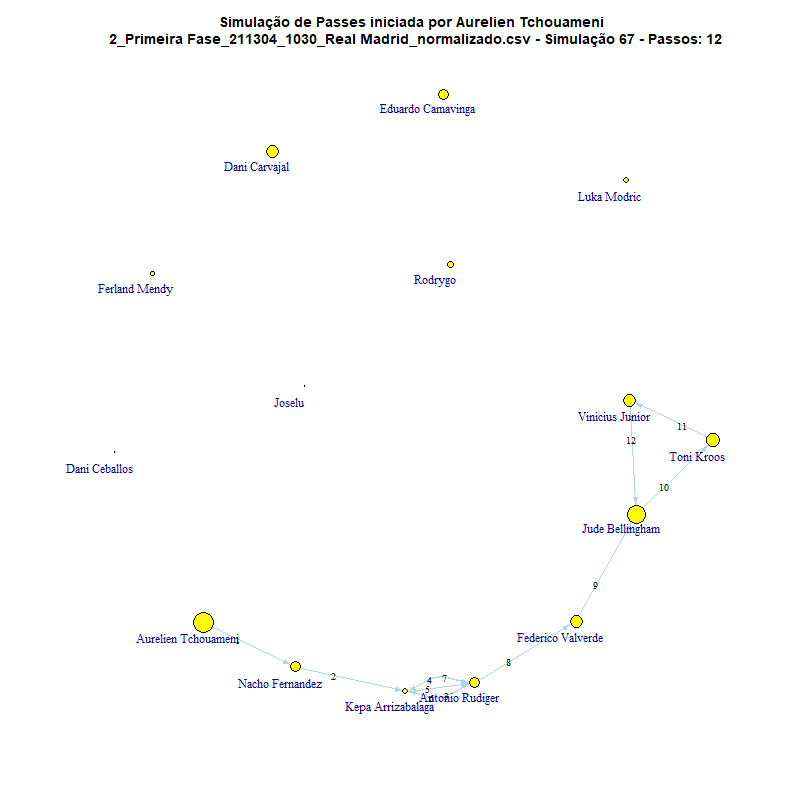 Simulação de Passes iniciada por Aurelien Tchouameni
2_Primeira Fase_211304_1030_Real Madrid_normalizado.csv - Simulação 67 - Passos: 12
Eduardo Camavinga
Dani Carvajal
Luka Modric
Rodrygo
Ferland Mendy
Joselu
Vinicius Junior
11
12
Toni Kroos
Dani Ceballos
10
Jude Bellingham
9
Aurelien Tchouameni
1
Federico Valverde
8
2
Nacho Fernandez
4
7
5
Antonio Rudiger
Kepa Arrizabalaga